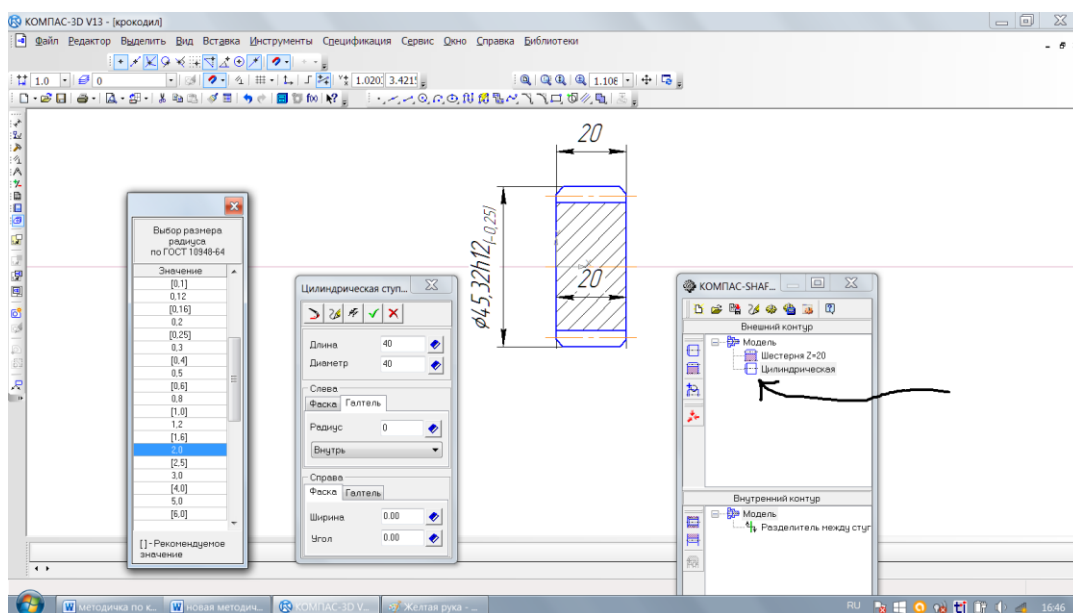 КОМПАС-3D V13 - [крокодил]
Файл Редактор Выделить Вид Вставка Инструменты Спецификация Сервис Окно Справка Библиотеки
1.0 0 1.020 3.421 1.108
20
ϕ45,32h12(-0,25)
20
Выбор размера
радиуса
по ГОСТ 10948-64
Значение
[0,1]
0,12
[0,16]
0,2
[0,25]
0,3
[0,4]
0,5
[0,6]
0,8
[1,0]
1,2
[1,6]
2,0
[2,5]
3,0
[4,0]
5,0
[6,0]
[ ] - Рекомендуемое
значение
Цилиндрическая ступ...
Длина 40
Диаметр 40
Слева
Фаска Галтель
Радиус 0
Внутрь
Справа
Фаска Галтель
Ширина 0.00
Угол 0.00
КОМПАС-SHAF...
Внешний контур
Модель
Шестерня Z=20
Цилиндрическая
Внутренний контур
Модель
Разделитель между ступ
методичка по к... новая методич... КОМПАС-3D V... Желтая рука - ... RU 16:46